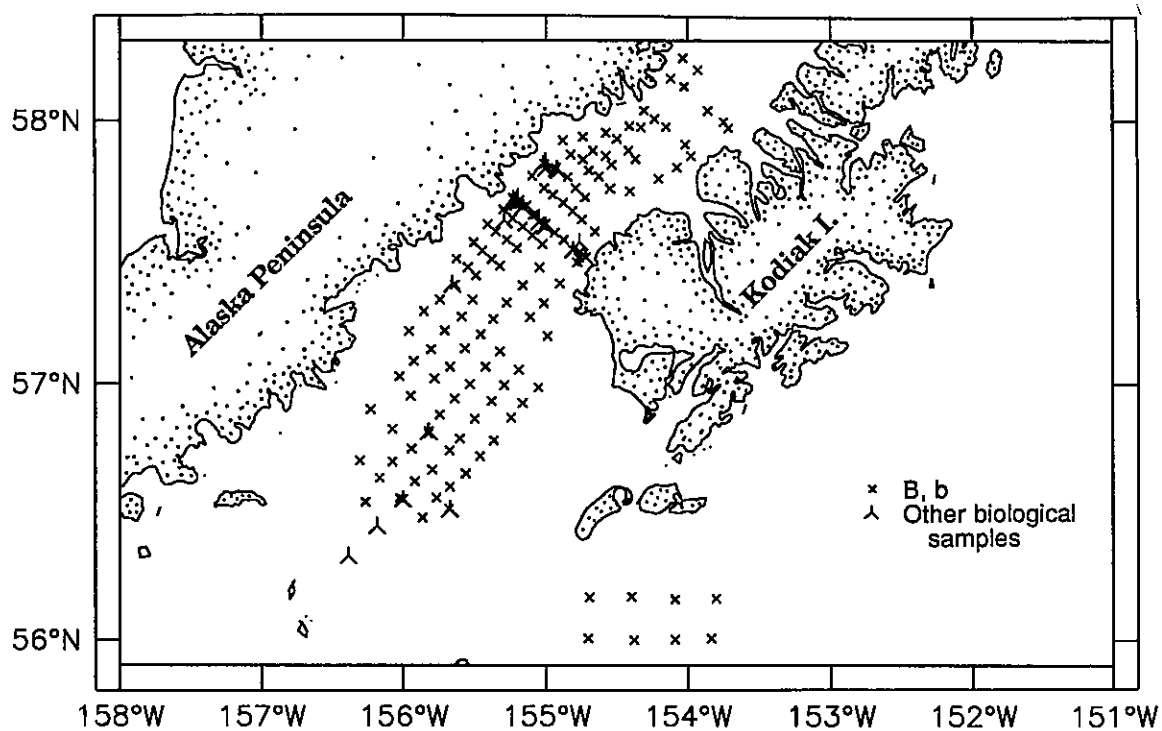 58°N
57°N
56°N
Alaska Peninsula
Kodiak I.
B, b
Other biological
samples
158°W 157°W 156°W 155°W 154°W 153°W 152°W 151°W